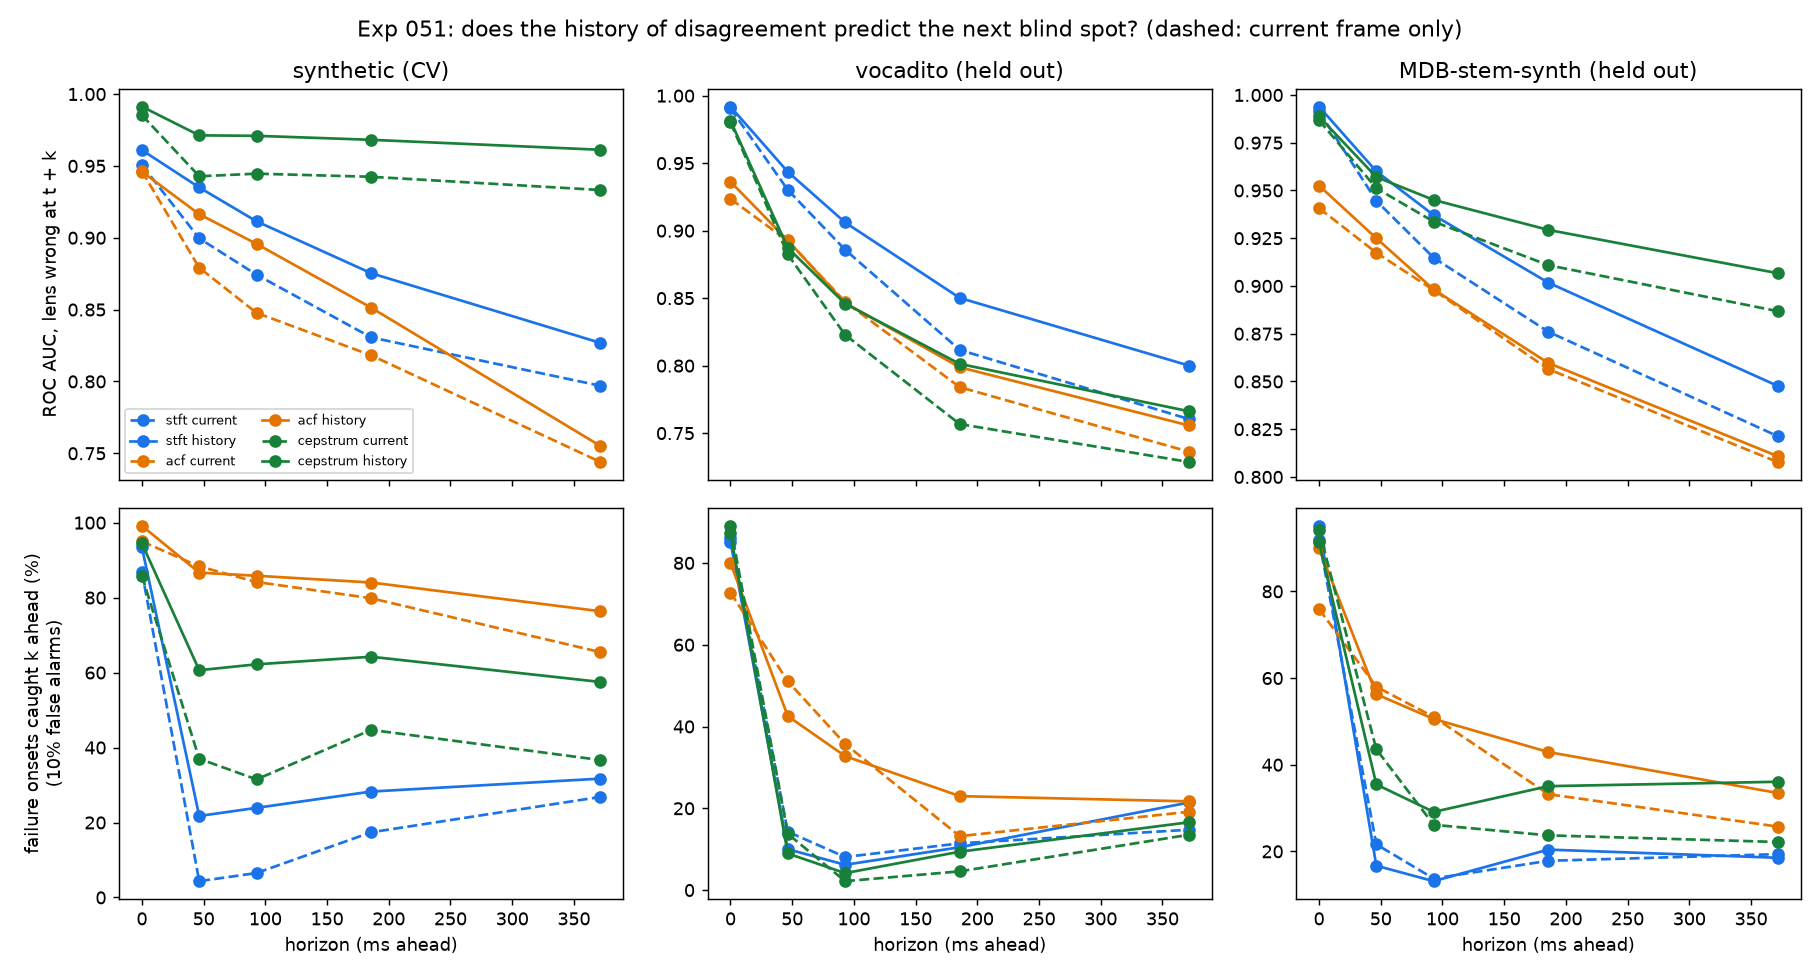 Exp 051: does the history of disagreement predict the next blind spot? (dashed: current frame only)
synthetic (CV)
vocadito (held out)
MDB-stem-synth (held out)
ROC AUC, lens wrong at t + k
1.00
0.95
0.90
0.85
0.80
0.75
stft current
stft history
acf current
acf history
cepstrum current
cepstrum history
1.00
0.95
0.90
0.85
0.80
0.75
1.000
0.975
0.950
0.925
0.900
0.875
0.850
0.825
0.800
failure onsets caught k ahead (%)
(10% false alarms)
100
80
60
40
20
0
0 50 100 150 200 250 300 350
horizon (ms ahead)
80
60
40
20
0
0 50 100 150 200 250 300 350
horizon (ms ahead)
80
60
40
20
0 50 100 150 200 250 300 350
horizon (ms ahead)